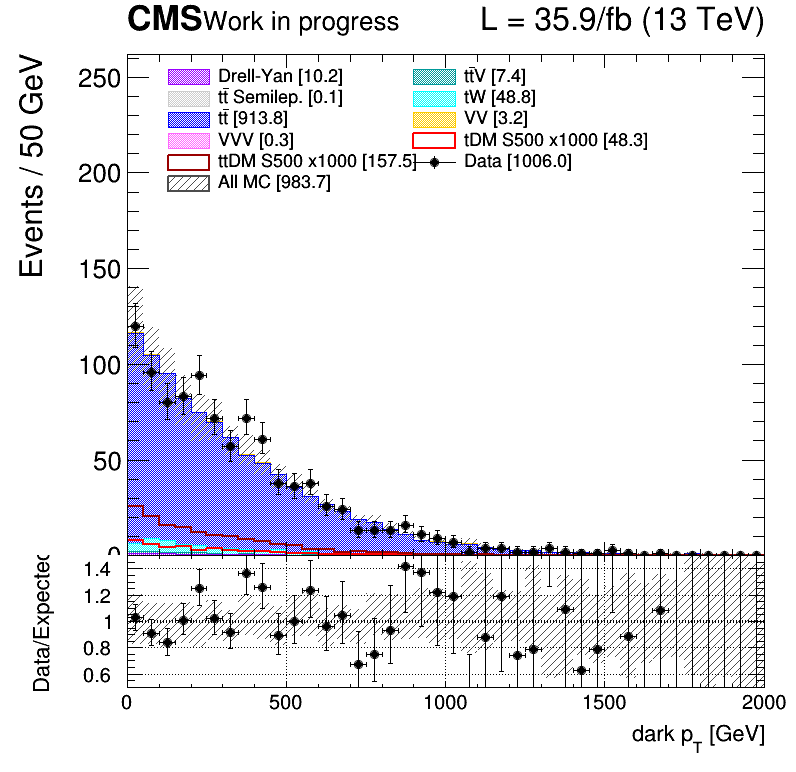 CMS Work in progress L = 35.9/fb (13 TeV)
Events / 50 GeV
250
200
150
100
50
0
Drell-Yan [10.2]
tt̄V [7.4]
tt̄ Semilep. [0.1]
tW [48.8]
tt̄ [913.8]
VV [3.2]
VVV [0.3]
tDM S500 x1000 [48.3]
ttDM S500 x1000 [157.5]
Data [1006.0]
All MC [983.7]
Data/Expected
1.4
1.2
1
0.8
0.6
0 500 1000 1500 2000
dark p_T [GeV]